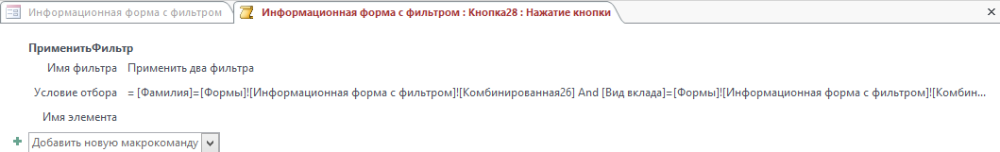 Информационная форма с фильтром
Информационная форма с фильтром : Кнопка28 : Нажатие кнопки
ПрименитьФильтр
Имя фильтра Применить два фильтра
Условие отбора = [Фамилия]=[Формы]![Информационная форма с фильтром]![Комбинированная26] And [Вид вклада]=[Формы]![Информационная форма с фильтром]![Комбин...
Имя элемента
Добавить новую макрокоманду